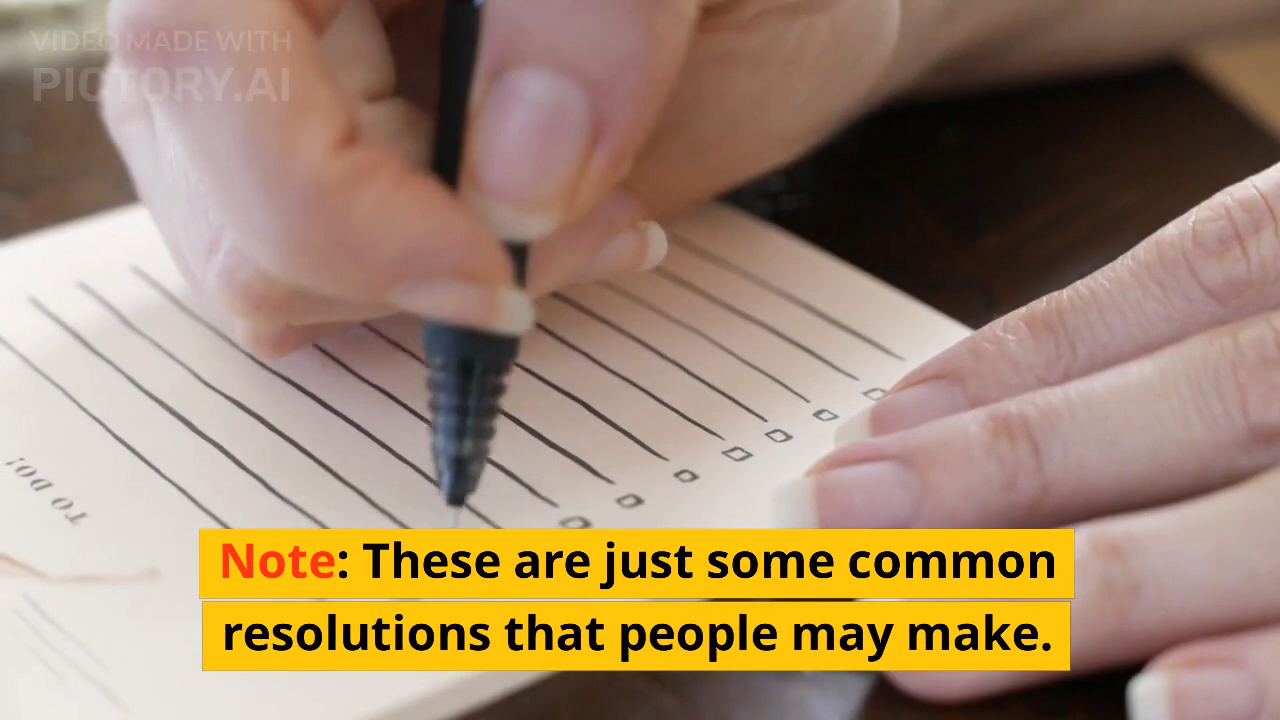 VIDEO MADE WITH
PICTORY.AI
TO DO!
Note: These are just some common
resolutions that people may make.